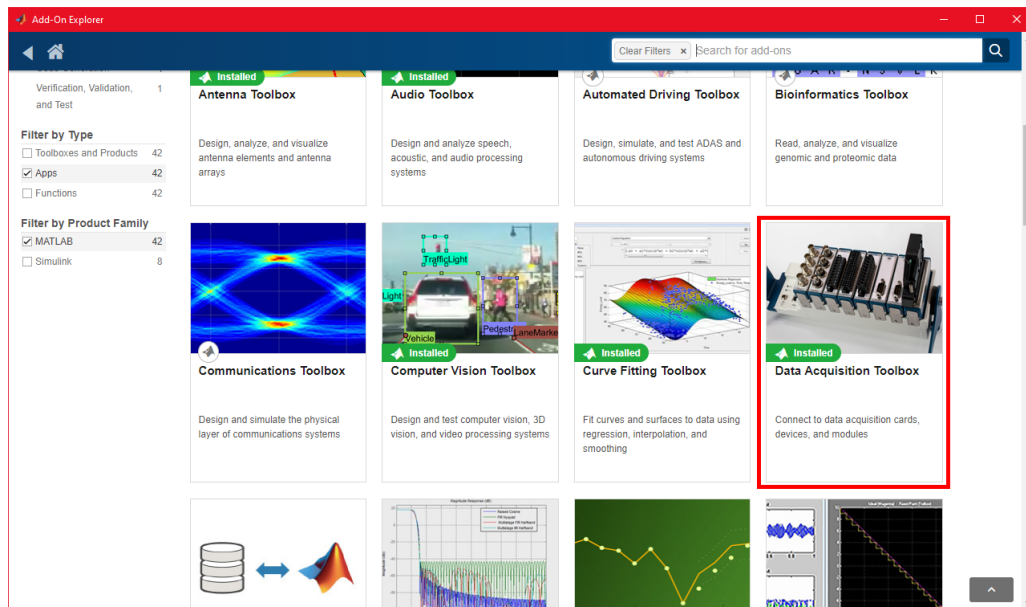 Add-On Explorer
Clear Filters × Search for add-ons
Verification, Validation, 1
and Test
Filter by Type
Toolboxes and Products 42
Apps 42
Functions 42
Filter by Product Family
MATLAB 42
Simulink 8
Installed
Antenna Toolbox
Design, analyze, and visualize
antenna elements and antenna
arrays
Installed
Audio Toolbox
Design and analyze speech,
acoustic, and audio processing
systems
Automated Driving Toolbox
Design, simulate, and test ADAS and
autonomous driving systems
Bioinformatics Toolbox
Read, analyze, and visualize
genomic and proteomic data
Communications Toolbox
Design and simulate the physical
layer of communications systems
TrafficLight
Light
Vehicle
Pedestri
LaneMarke
Installed
Computer Vision Toolbox
Design and test computer vision, 3D
vision, and video processing systems
Installed
Curve Fitting Toolbox
Fit curves and surfaces to data using
regression, interpolation, and
smoothing
Installed
Data Acquisition Toolbox
Connect to data acquisition cards,
devices, and modules